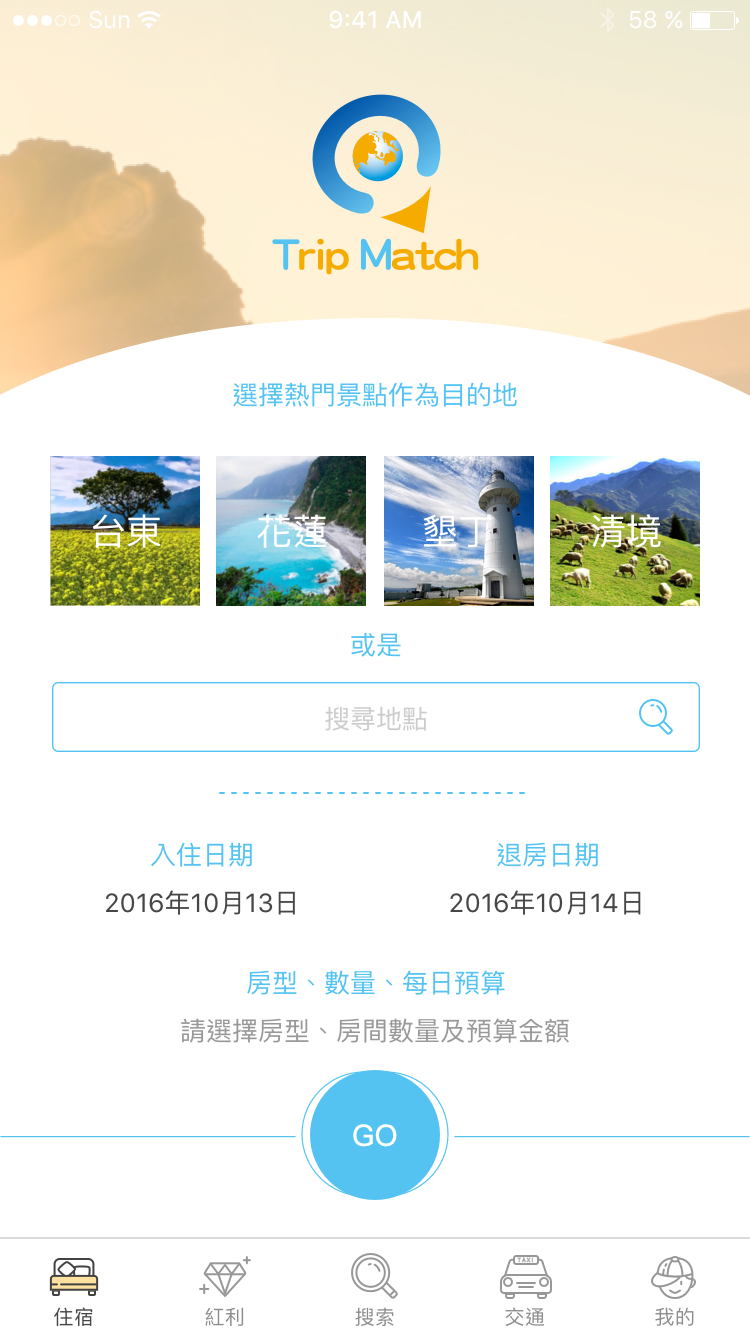 Sun
9:41 AM
58 %
Trip Match
選擇熱門景點作為目的地
台東
花蓮
墾丁
清境
或是
搜尋地點
入住日期
退房日期
2016年10月13日
2016年10月14日
房型、數量、每日預算
請選擇房型、房間數量及預算金額
GO
TAXI
住宿
紅利
搜索
交通
我的